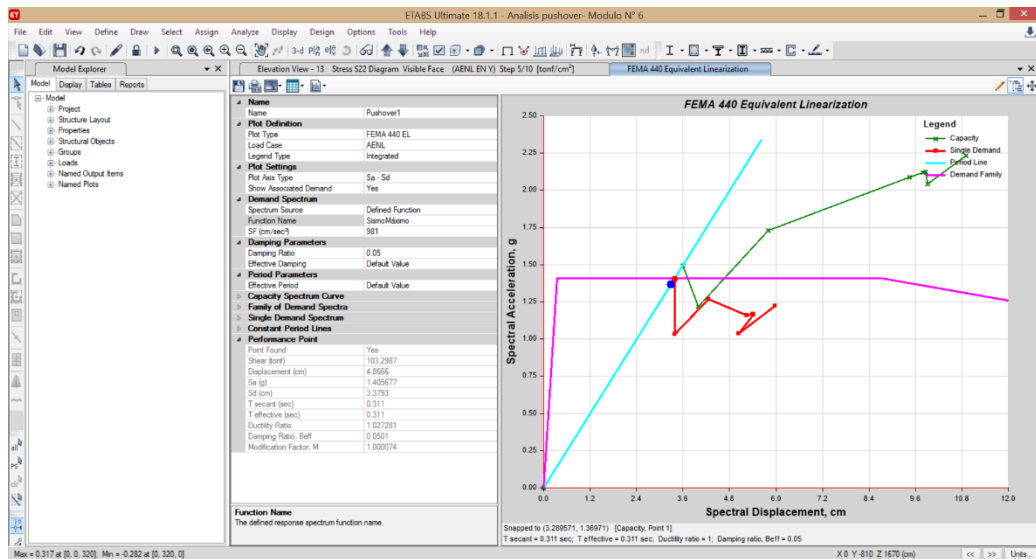 ETABS Ultimate 18.1.1 - Analisis pushover- Modulo N° 6
File Edit View Define Draw Select Assign Analyze Display Design Options Tools Help
Model Explorer
Elevation View - 13 Stress S22 Diagram Visible Face (AENL EN Y) Step 5/10 [tonf/cm²]
FEMA 440 Equivalent Linearization
Model Display Tables Reports
Model
Project
Structure Layout
Properties
Structural Objects
Groups
Loads
Named Output Items
Named Plots
Name
Name Pushover1
Plot Definition
Plot Type FEMA 440 EL
Load Case AENL
Legend Type Integrated
Plot Settings
Plot Axis Type Sa - Sd
Show Associated Demand Yes
Demand Spectrum
Spectrum Source Defined Function
Function Name SismoMáximo
SF (cm/sec²) 981
Damping Parameters
Damping Ratio 0.05
Effective Damping Default Value
Period Parameters
Effective Period Default Value
Capacity Spectrum Curve
Family of Demand Spectra
Single Demand Spectrum
Constant Period Lines
Performance Point
Point Found Yes
Shear (tonf) 103.2987
Displacement (cm) 4.8666
Sa (g) 1.405677
Sd (cm) 3.3793
T secant (sec) 0.311
T effective (sec) 0.311
Ductility Ratio 1.027281
Damping Ratio, Beff 0.0501
Modification Factor, M 1.000074
Function Name
The defined response spectrum function name.
FEMA 440 Equivalent Linearization
Legend
Capacity
Single Demand
Period Line
Demand Family
Spectral Acceleration, g
2.50
2.25
2.00
1.75
1.50
1.25
1.00
0.75
0.50
0.25
0.00
0.0 1.2 2.4 3.6 4.8 6.0 7.2 8.4 9.6 10.8 12.0
Spectral Displacement, cm
Snapped to (3.289571, 1.36971) [Capacity, Point 1]
T secant = 0.311 sec; T effective = 0.311 sec; Ductility ratio = 1; Damping ratio, Beff = 0.05
Max = 0.317 at [0, 0, 320]; Min = -0.282 at [0, 320, 0]
X 0 Y -810 Z 1670 (cm)
<< >> Units...